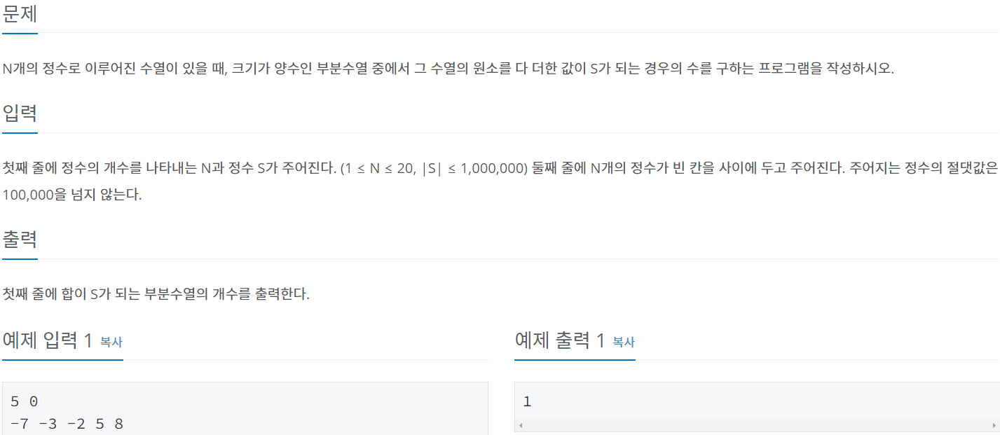 문제
N개의 정수로 이루어진 수열이 있을 때, 크기가 양수인 부분수열 중에서 그 수열의 원소를 다 더한 값이 S가 되는 경우의 수를 구하는 프로그램을 작성하시오.
입력
첫째 줄에 정수의 개수를 나타내는 N과 정수 S가 주어진다. (1 ≤ N ≤ 20, |S| ≤ 1,000,000) 둘째 줄에 N개의 정수가 빈 칸을 사이에 두고 주어진다. 주어지는 정수의 절댓값은
100,000을 넘지 않는다.
출력
첫째 줄에 합이 S가 되는 부분수열의 개수를 출력한다.
예제 입력 1 복사
5 0
-7 -3 -2 5 8
예제 출력 1 복사
1